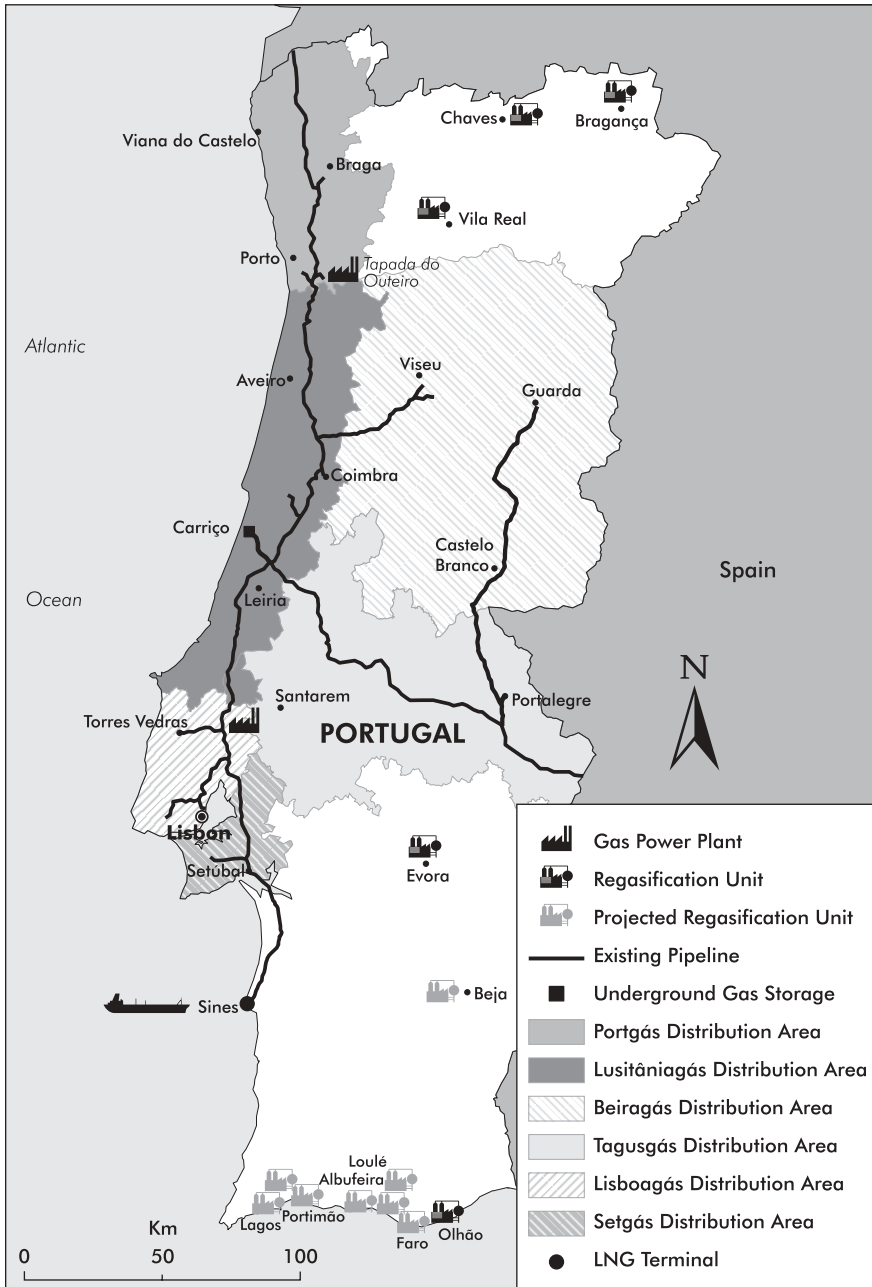 Chaves
Bragança
Viana do Castelo
Braga
Vila Real
Porto
Tapada do
Outeiro
Atlantic
Viseu
Aveiro
Guarda
Coimbra
Carriço
Castelo
Branco
Spain
Ocean
Leiria
N
Santarem
Portalegre
Torres Vedras
PORTUGAL
Lisbon
Setúbal
Evora
Sines
Beja
Loulé
Albufeira
Lagos
Portimão
Faro
Olhão
Km
0 50 100
Gas Power Plant
Regasification Unit
Projected Regasification Unit
Existing Pipeline
Underground Gas Storage
Portgás Distribution Area
Lusitâniagás Distribution Area
Beiragás Distribution Area
Tagusgás Distribution Area
Lisboagás Distribution Area
Setgás Distribution Area
LNG Terminal